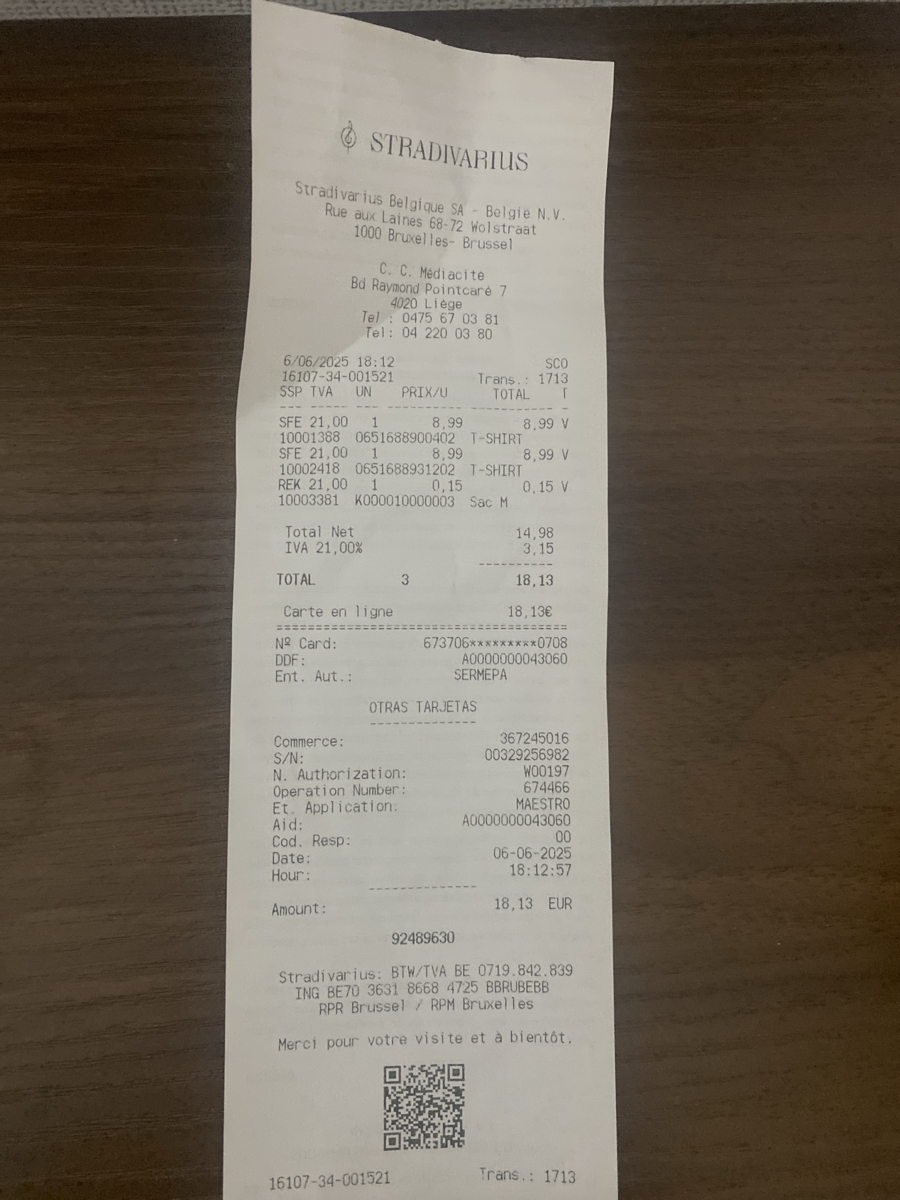 STRADIVARIUS
Stradivarius Belgique SA - Belgie N.V.
Rue aux Laines 68-72 Wolstraat
1000 Bruxelles- Brussel
C. C. Médiacite
Bd Raymond Pointcaré 7
4020 Liège
Tel : 0475 67 03 81
Tel: 04 220 03 80
6/06/2025 18:12 SCO
16107-34-001521 Trans.: 1713
SSP TVA UN PRIX/U TOTAL T
--- ---- --- ------- -------- -
SFE 21,00 1 8,99 8,99 V
10001388 0651688900402 T-SHIRT
SFE 21,00 1 8,99 8,99 V
10002418 0651688931202 T-SHIRT
REK 21,00 1 0,15 0,15 V
10003381 K000010000003 Sac M
Total Net 14,98
IVA 21,00% 3,15
----------
TOTAL 3 18,13
Carte en ligne 18,13€
======================================
Nº Card: 673706*********0708
DDF: A0000000043060
Ent. Aut.: SERMEPA
OTRAS TARJETAS
--------------
Commerce: 367245016
S/N: 00329256982
N. Authorization: W00197
Operation Number: 674466
Et. Application: MAESTRO
Aid: A0000000043060
Cod. Resp: 00
Date: 06-06-2025
Hour: 18:12:57
--------------
Amount: 18,13 EUR
92489630
Stradivarius: BTW/TVA BE 0719.842.839
ING BE70 3631 8668 4725 BBRUBEBB
RPR Brussel / RPM Bruxelles
Merci pour votre visite et à bientôt.
16107-34-001521 Trans.: 1713